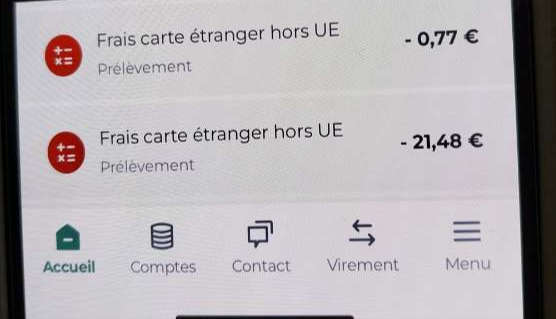 Frais carte étranger hors UE
- 0,77 €
Prélèvement
Frais carte étranger hors UE
- 21,48 €
Prélèvement
Accueil
Comptes
Contact
Virement
Menu